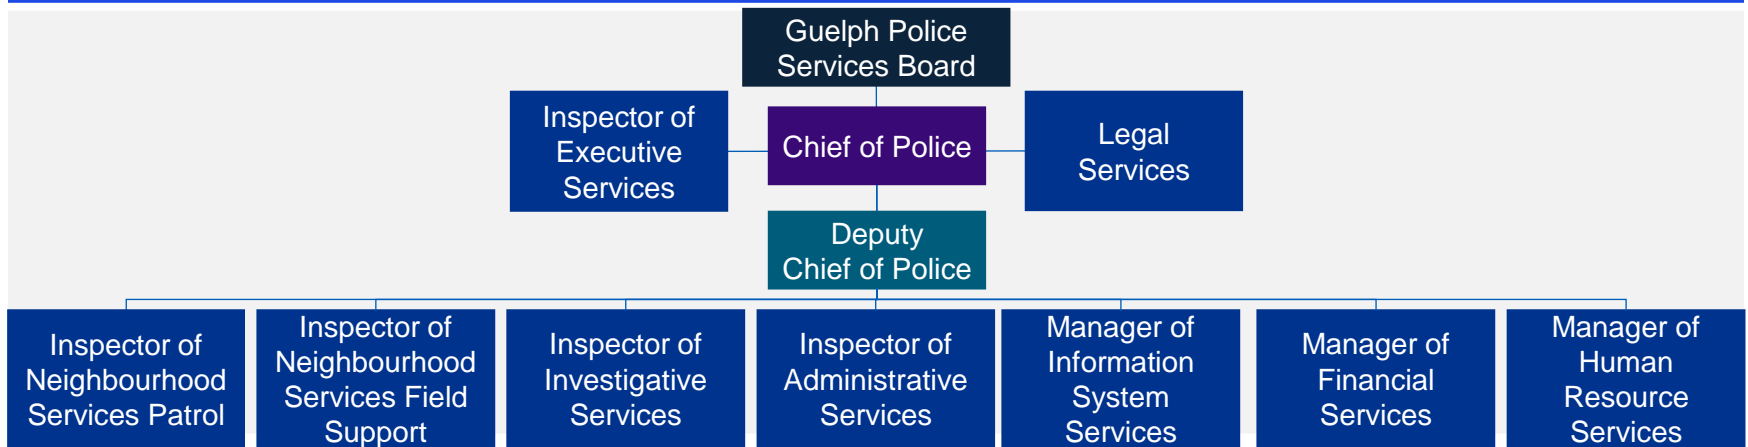 Guelph Police
Services Board
Inspector of
Executive
Services
Chief of Police
Legal
Services
Deputy
Chief of Police
Inspector of
Neighbourhood
Services Patrol
Inspector of
Neighbourhood
Services Field
Support
Inspector of
Investigative
Services
Inspector of
Administrative
Services
Manager of
Information
System
Services
Manager of
Financial
Services
Manager of
Human
Resource
Services